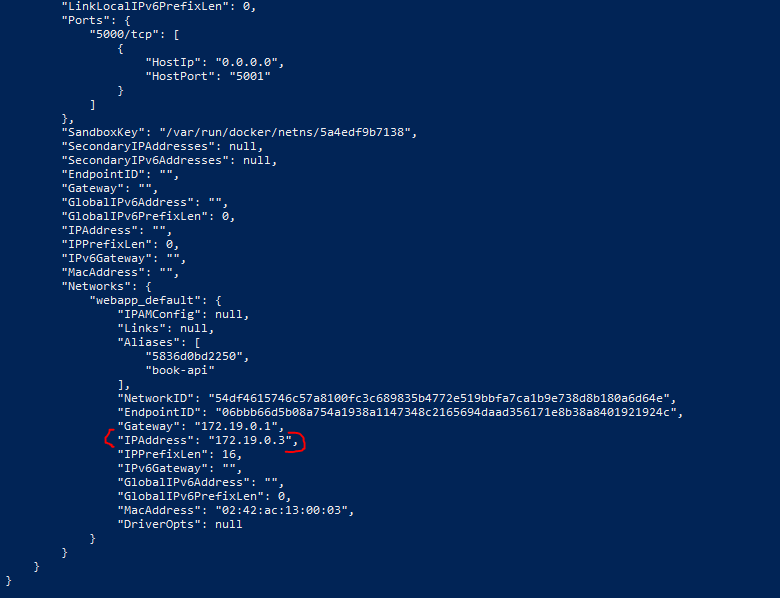 "LinkLocalIPv6PrefixLen": 0,
"Ports": {
"5000/tcp": [
{
"HostIp": "0.0.0.0",
"HostPort": "5001"
}
]
},
"SandboxKey": "/var/run/docker/netns/5a4edf9b7138",
"SecondaryIPAddresses": null,
"SecondaryIPv6Addresses": null,
"EndpointID": "",
"Gateway": "",
"GlobalIPv6Address": "",
"GlobalIPv6PrefixLen": 0,
"IPAddress": "",
"IPPrefixLen": 0,
"IPv6Gateway": "",
"MacAddress": "",
"Networks": {
"webapp_default": {
"IPAMConfig": null,
"Links": null,
"Aliases": [
"5836d0bd2250",
"book-api"
],
"NetworkID": "54df4615746c57a8100fc3c689835b4772e519bbfa7ca1b9e738d8b180a6d64e",
"EndpointID": "06bbb66d5b08a754a1938a1147348c2165694daad356171e8b38a8401921924c",
"Gateway": "172.19.0.1",
"IPAddress": "172.19.0.3",
"IPPrefixLen": 16,
"IPv6Gateway": "",
"GlobalIPv6Address": "",
"GlobalIPv6PrefixLen": 0,
"MacAddress": "02:42:ac:13:00:03",
"DriverOpts": null
}
}
}
}